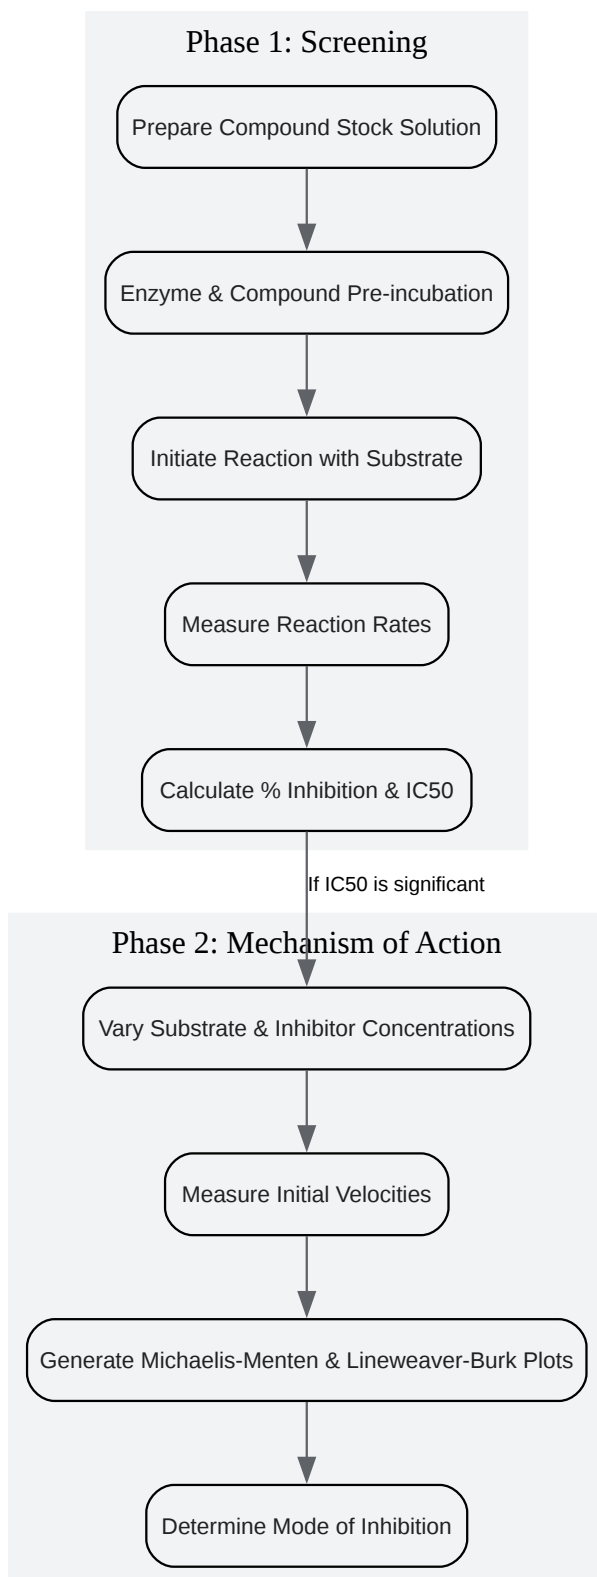 Phase 1: Screening
Prepare Compound Stock Solution
Enzyme & Compound Pre-incubation
Initiate Reaction with Substrate
Measure Reaction Rates
Calculate % Inhibition & IC50
If IC50 is significant
Phase 2: Mechanism of Action
Vary Substrate & Inhibitor Concentrations
Measure Initial Velocities
Generate Michaelis-Menten & Lineweaver-Burk Plots
Determine Mode of Inhibition